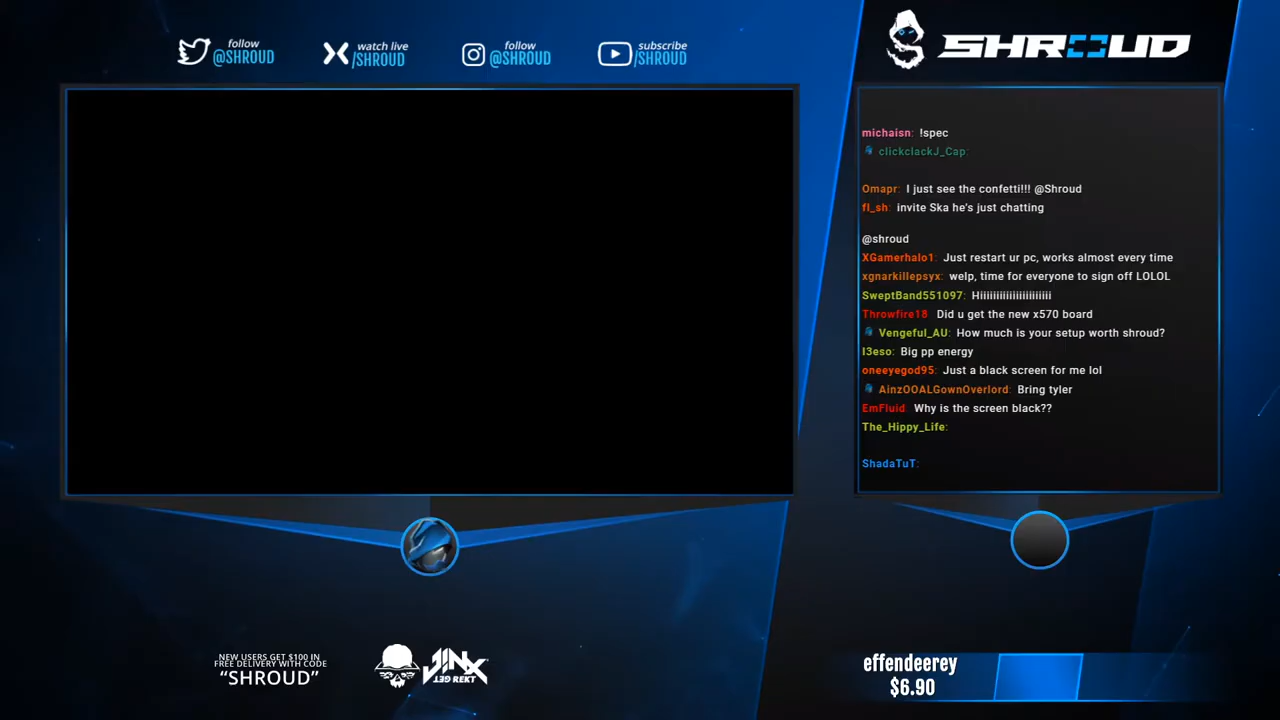 follow
@SHROUD
watch live
/SHROUD
follow
@SHROUD
subscribe
/SHROUD
SHROUD
michaisn: !spec
clickclackJ_Cap:
Omapr: I just see the confetti!!! @Shroud
fl_sh: invite Ska he's just chatting
@shroud
XGamerhalo1: Just restart ur pc, works almost every time
xgnarkillepsyx: welp, time for everyone to sign off LOLOL
SweptBand551097: Hiiiiiiiiiiiiiiiiiiiii
Throwfire18: Did u get the new x570 board
Vengeful_AU: How much is your setup worth shroud?
l3eso: Big pp energy
oneeyegod95: Just a black screen for me lol
AinzOOALGownOverlord: Bring tyler
EmFluid: Why is the screen black??
The_Hippy_Life:
ShadaTuT:
NEW USERS GET $100 IN
FREE DELIVERY WITH CODE
“SHROUD”
JINX
GET REKT
effendeerey
$6.90